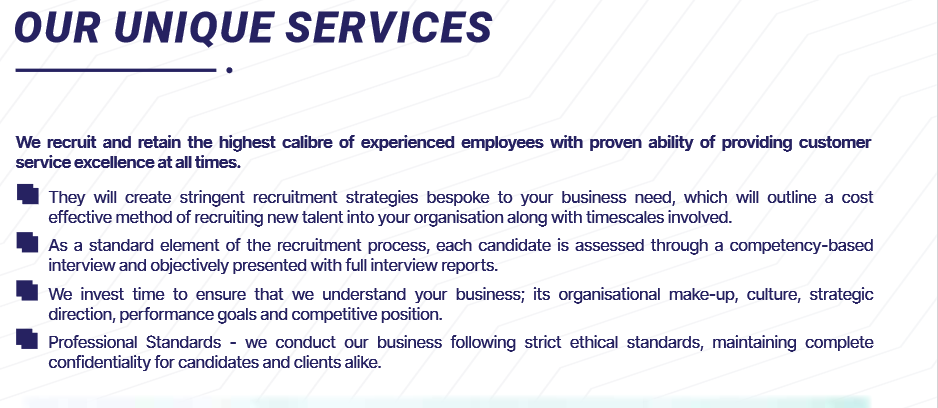 OUR UNIQUE SERVICES
We recruit and retain the highest calibre of experienced employees with proven ability of providing customer
service excellence at all times.
They will create stringent recruitment strategies bespoke to your business need, which will outline a cost
effective method of recruiting new talent into your organisation along with timescales involved.
As a standard element of the recruitment process, each candidate is assessed through a competency-based
interview and objectively presented with full interview reports.
We invest time to ensure that we understand your business; its organisational make-up, culture, strategic
direction, performance goals and competitive position.
Professional Standards - we conduct our business following strict ethical standards, maintaining complete
confidentiality for candidates and clients alike.